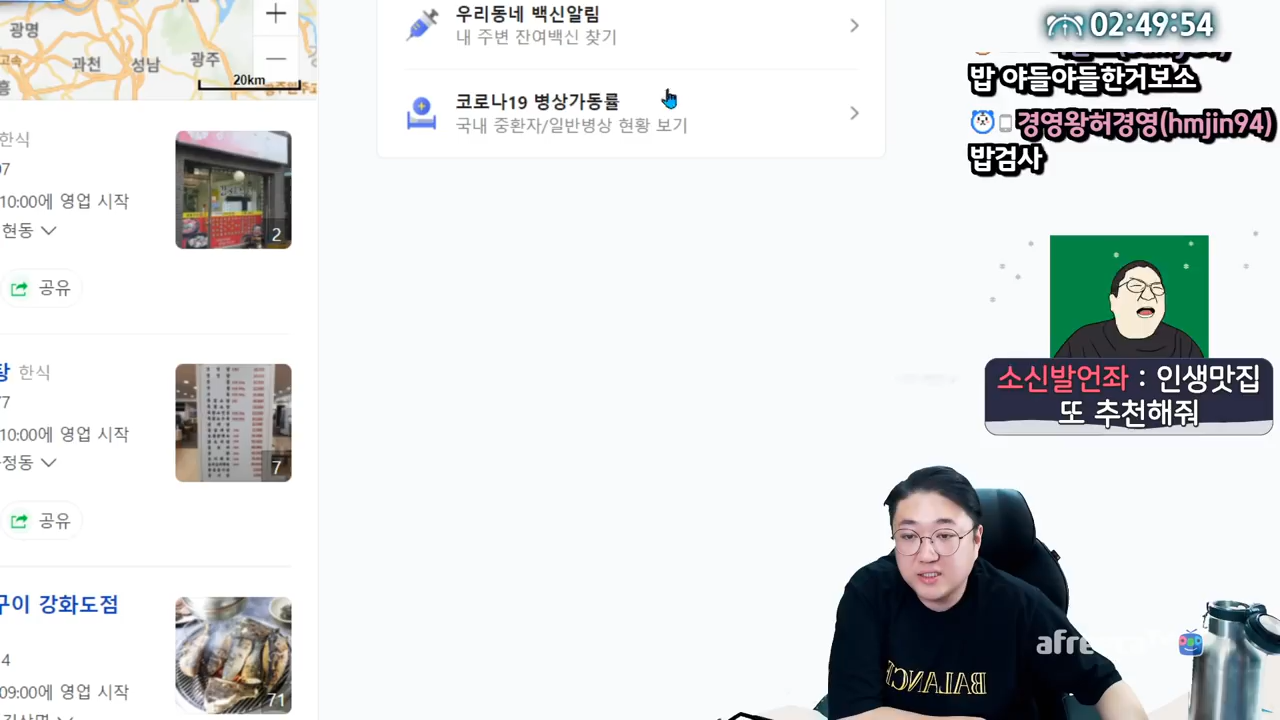 광명
과천
성남
광주
20km
한식
07
10:00에 영업 시작
현동
공유
2
탕 한식
77
10:00에 영업 시작
정동
공유
7
구이 강화도점
4
09:00에 영업 시작
71
우리동네 백신알림
내 주변 잔여백신 찾기
코로나19 병상가동률
국내 중환자/일반병상 현황 보기
02:49:54
밥 야들야들한거보소
경영왕허경영(hmjin94)
밥검사
소신발언좌 : 인생맛집
또 추천해줘
BALANCE